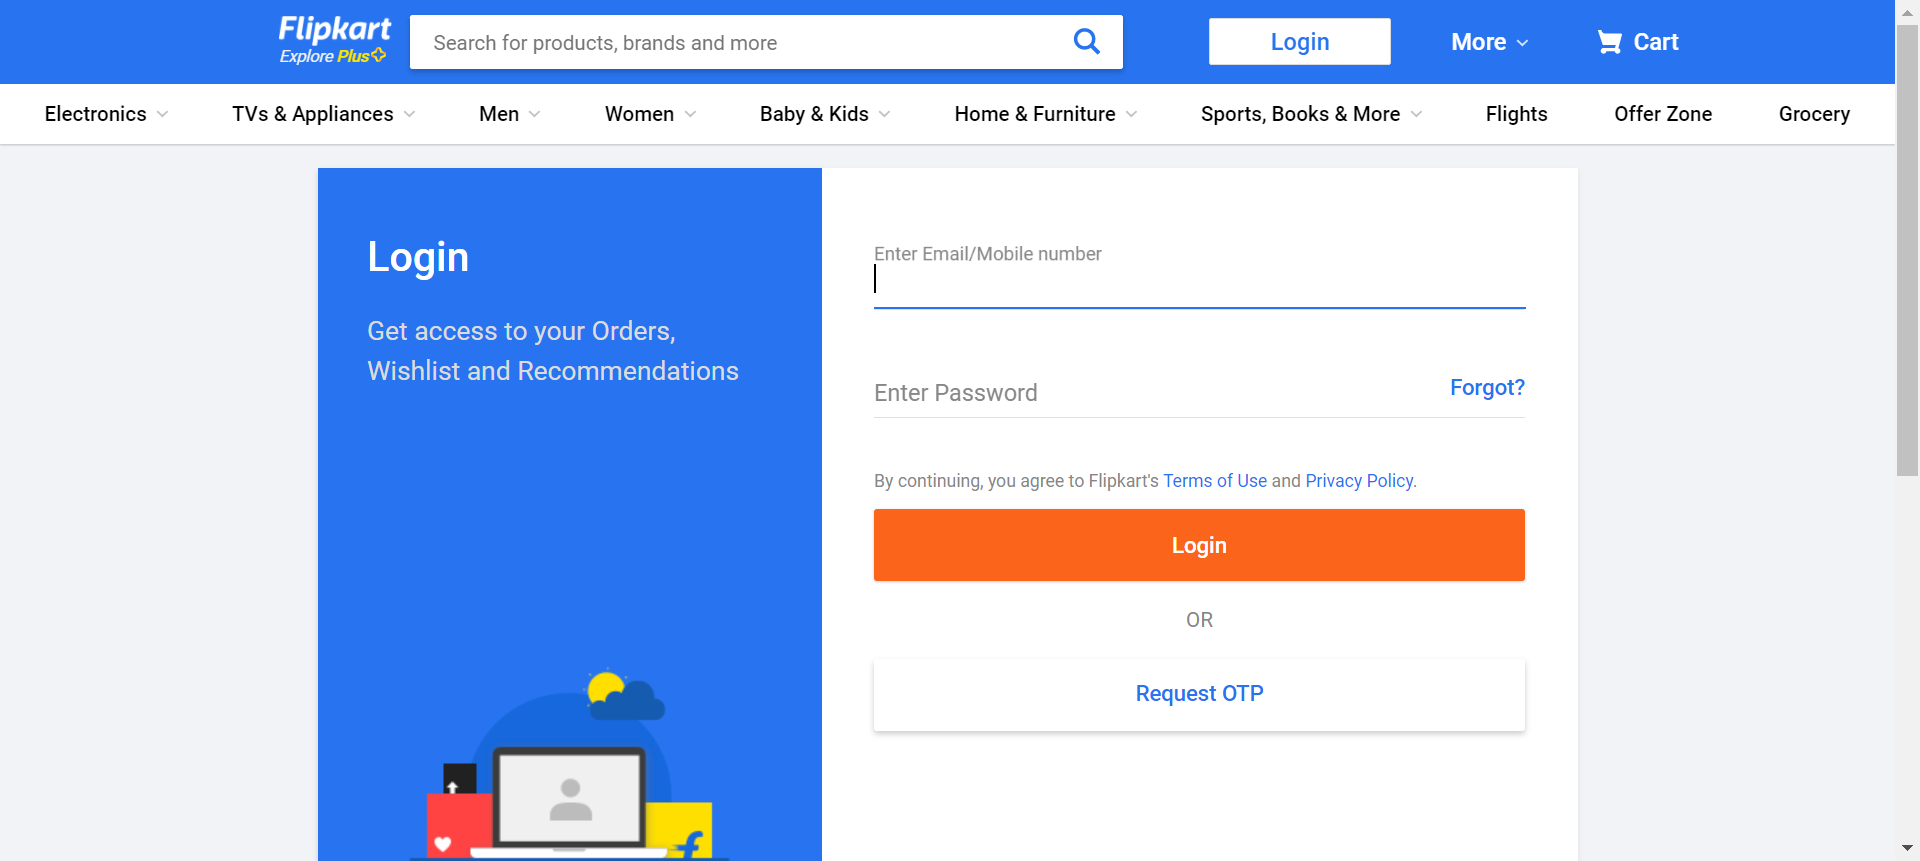 Flipkart
Explore Plus
Search for products, brands and more
Login
More
Cart
Electronics
TVs & Appliances
Men
Women
Baby & Kids
Home & Furniture
Sports, Books & More
Flights
Offer Zone
Grocery
Login
Get access to your Orders,
Wishlist and Recommendations
Enter Email/Mobile number
Enter Password
Forgot?
By continuing, you agree to Flipkart's Terms of Use and Privacy Policy.
Login
OR
Request OTP
f